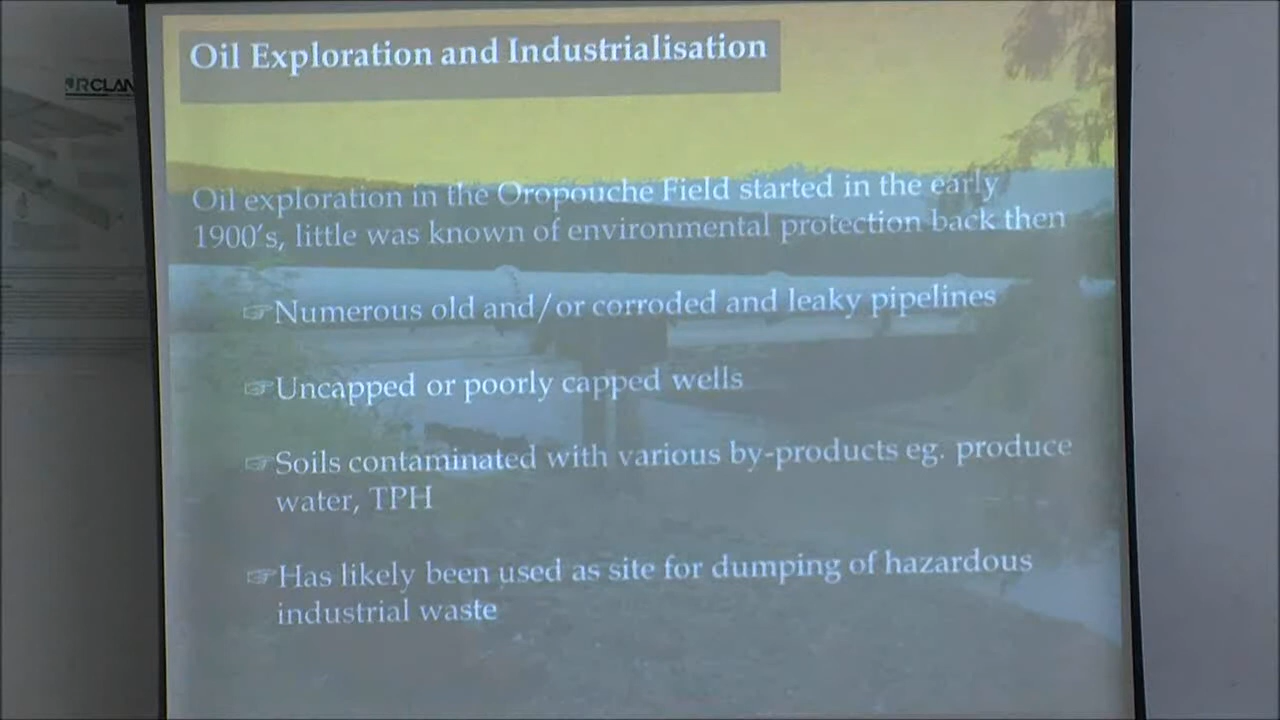 Oil Exploration and Industrialisation
RCLAN
Oil exploration in the Oropouche Field started in the early
1900's, little was known of environmental protection back then
☞Numerous old and/or corroded and leaky pipelines
☞Uncapped or poorly capped wells
☞Soils contaminated with various by-products eg. produce
water, TPH
☞Has likely been used as site for dumping of hazardous
industrial waste